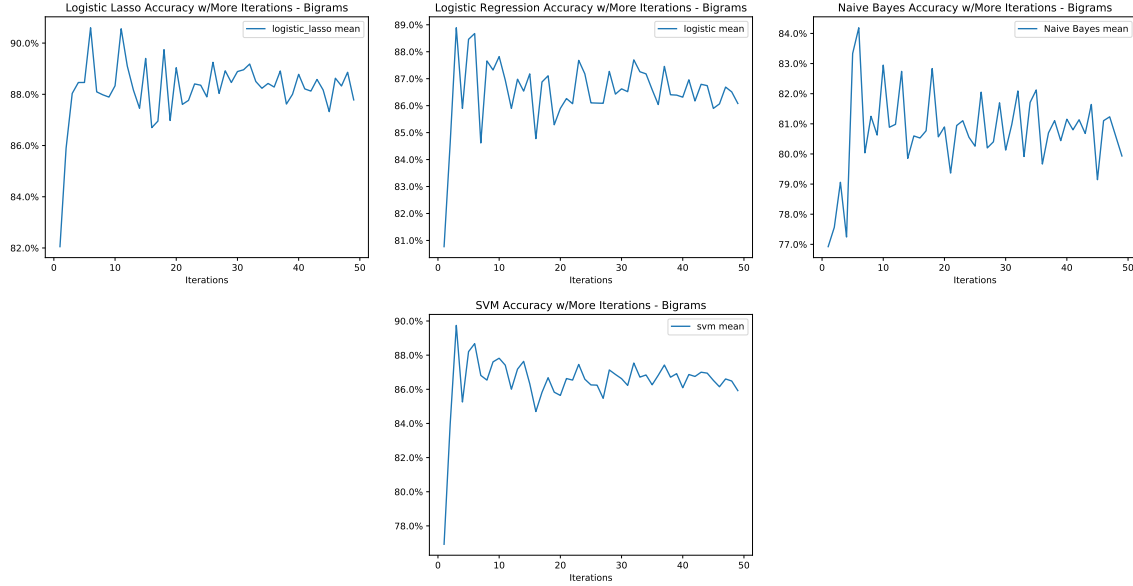 Logistic Lasso Accuracy w/More Iterations - Bigrams
logistic_lasso mean
90.0%
88.0%
86.0%
84.0%
82.0%
0 10 20 30 40 50
Iterations
Logistic Regression Accuracy w/More Iterations - Bigrams
logistic mean
89.0%
88.0%
87.0%
86.0%
85.0%
84.0%
83.0%
82.0%
81.0%
0 10 20 30 40 50
Iterations
Naive Bayes Accuracy w/More Iterations - Bigrams
Naive Bayes mean
84.0%
83.0%
82.0%
81.0%
80.0%
79.0%
78.0%
77.0%
0 10 20 30 40 50
Iterations
SVM Accuracy w/More Iterations - Bigrams
svm mean
90.0%
88.0%
86.0%
84.0%
82.0%
80.0%
78.0%
0 10 20 30 40 50
Iterations